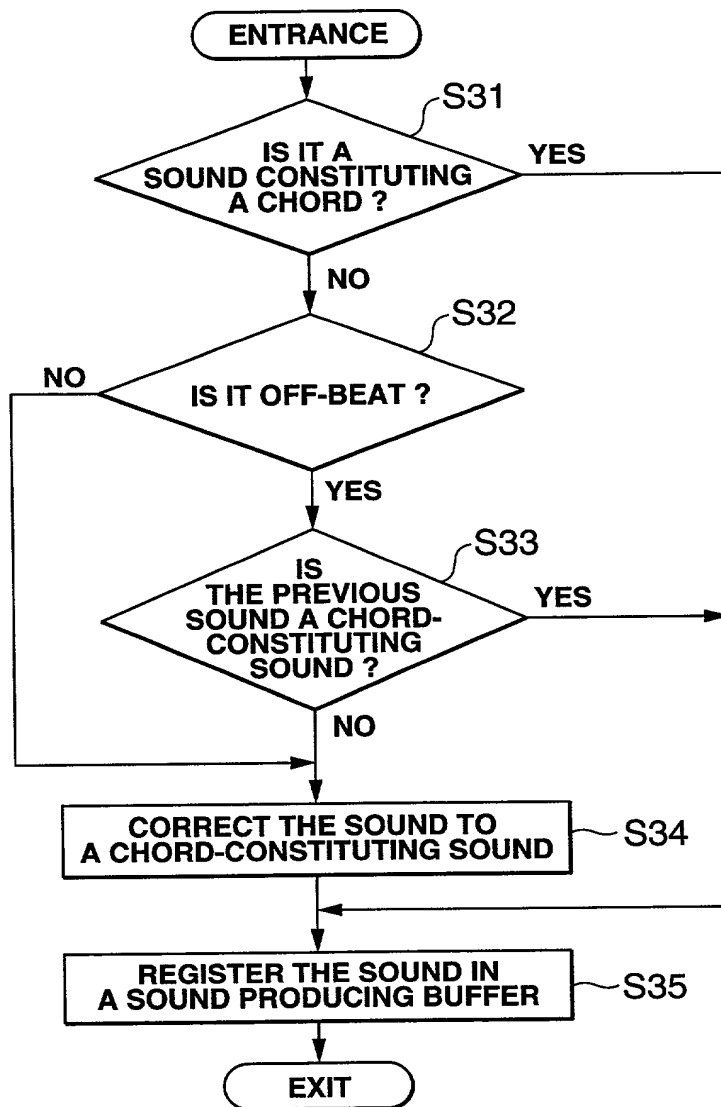 ENTRANCE
S31
IS IT A
SOUND CONSTITUTING
A CHORD ?
YES
NO
S32
NO
IS IT OFF-BEAT ?
YES
S33
IS
THE PREVIOUS
SOUND A CHORD-
CONSTITUTING
SOUND ?
YES
NO
CORRECT THE SOUND TO
A CHORD-CONSTITUTING SOUND
S34
REGISTER THE SOUND IN
A SOUND PRODUCING BUFFER
S35
EXIT